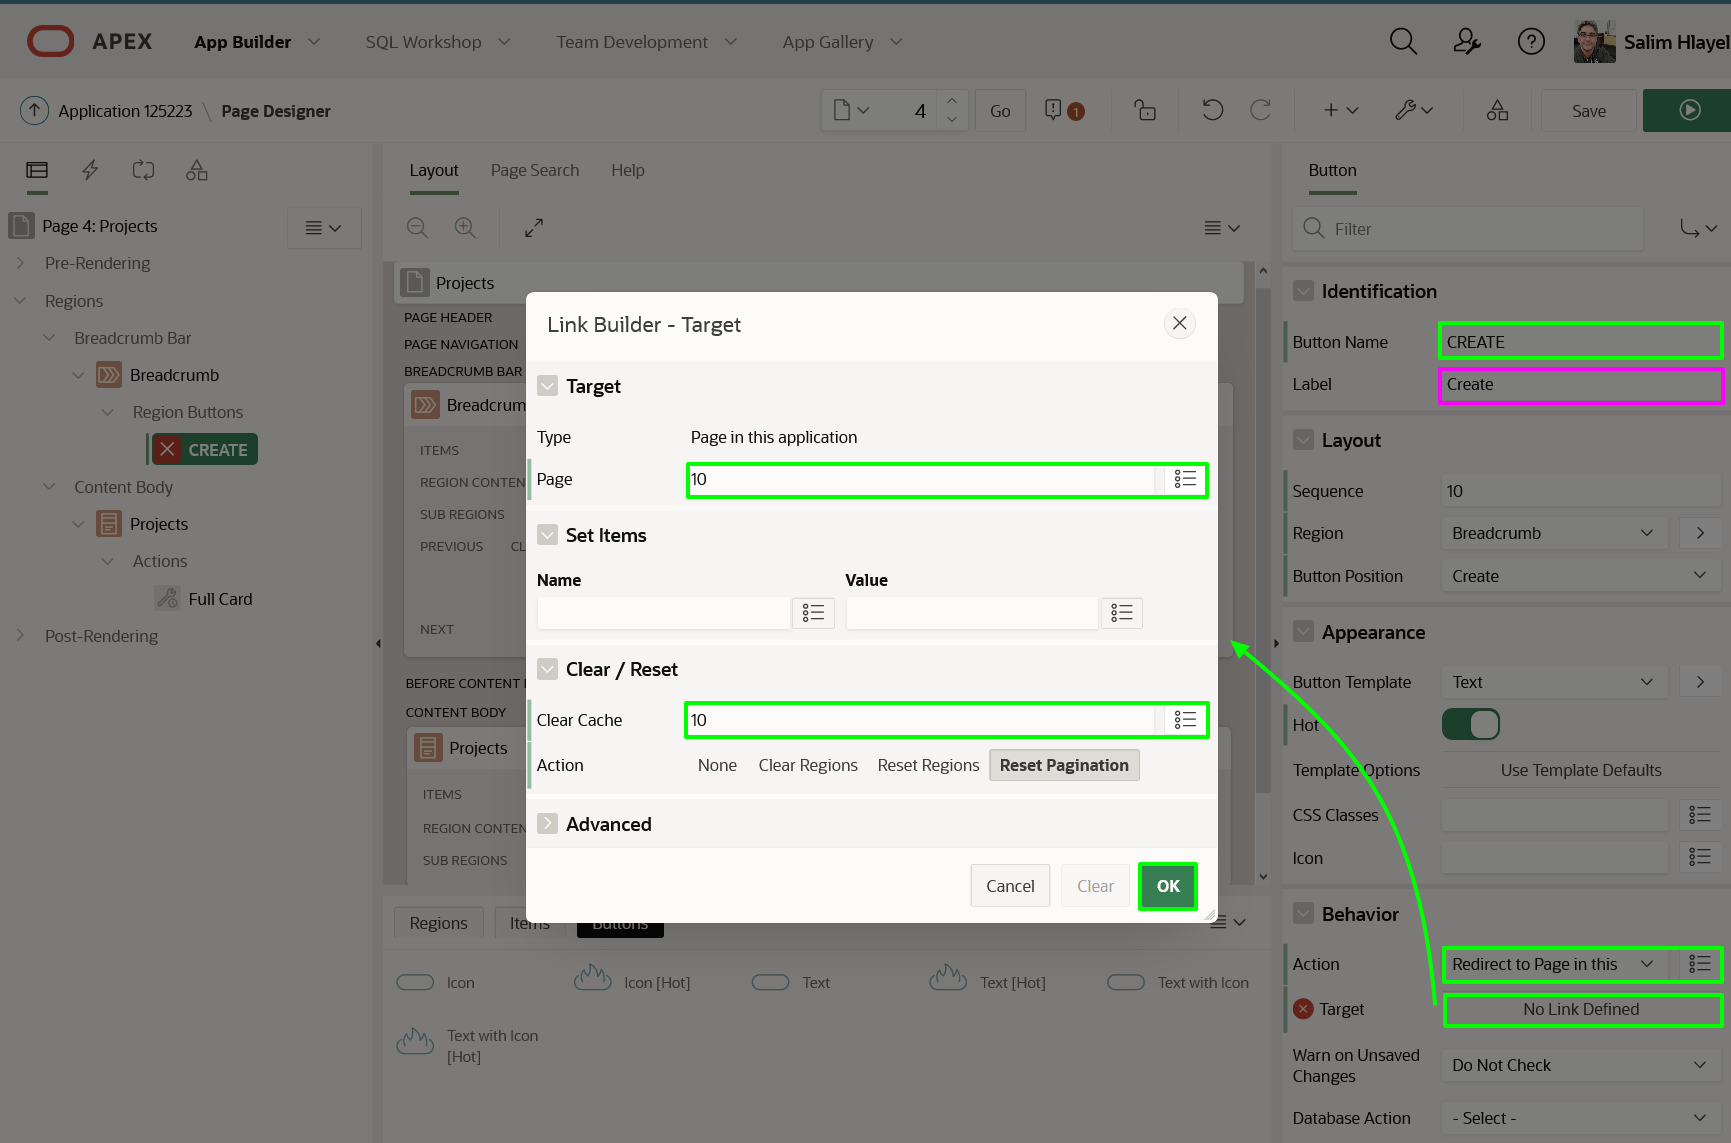 APEX App Builder SQL Workshop Team Development App Gallery Salim Hlayel
Application 125223 \ Page Designer 4 Go 1 Save
Layout Page Search Help Button
Page 4: Projects
Filter
Pre-Rendering
Regions
Breadcrumb Bar
Breadcrumb
Region Buttons
CREATE
Content Body
Projects
Actions
Full Card
Post-Rendering
Projects
PAGE HEADER
PAGE NAVIGATION
BREADCRUMB BAR
Breadcrum
ITEMS
REGION CONTEN
SUB REGIONS
PREVIOUS CL
NEXT
BEFORE CONTENT
CONTENT BODY
Projects
ITEMS
REGION CONTEN
SUB REGIONS
Link Builder - Target
Target
Type Page in this application
Page 10
Set Items
Name Value
Clear / Reset
Clear Cache 10
Action None Clear Regions Reset Regions Reset Pagination
Advanced
Cancel Clear OK
Regions Items Buttons
Icon Icon [Hot] Text Text [Hot] Text with Icon
Text with Icon
[Hot]
Identification
Button Name CREATE
Label Create
Layout
Sequence 10
Region Breadcrumb
Button Position Create
Appearance
Button Template Text
Hot
Template Options Use Template Defaults
CSS Classes
Icon
Behavior
Action Redirect to Page in this
Target No Link Defined
Warn on Unsaved
Changes Do Not Check
Database Action - Select -